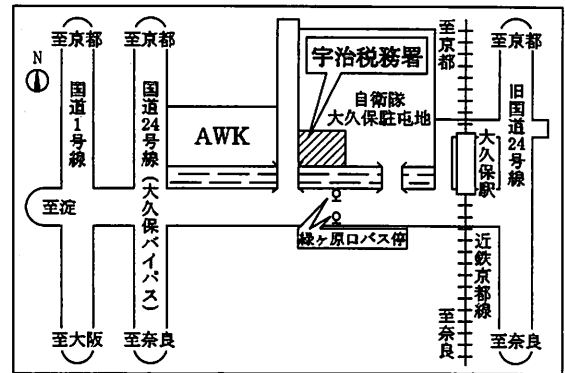 至京都
至京都
至京都
至京都
N
宇治税務署
国道1号線
国道24号線(大久保バイパス)
AWK
自衛隊
大久保駐屯地
旧国道24号線
大久保駅
至淀
緑ヶ原口バス停
近鉄京都線
至大阪
至奈良
至奈良
至奈良